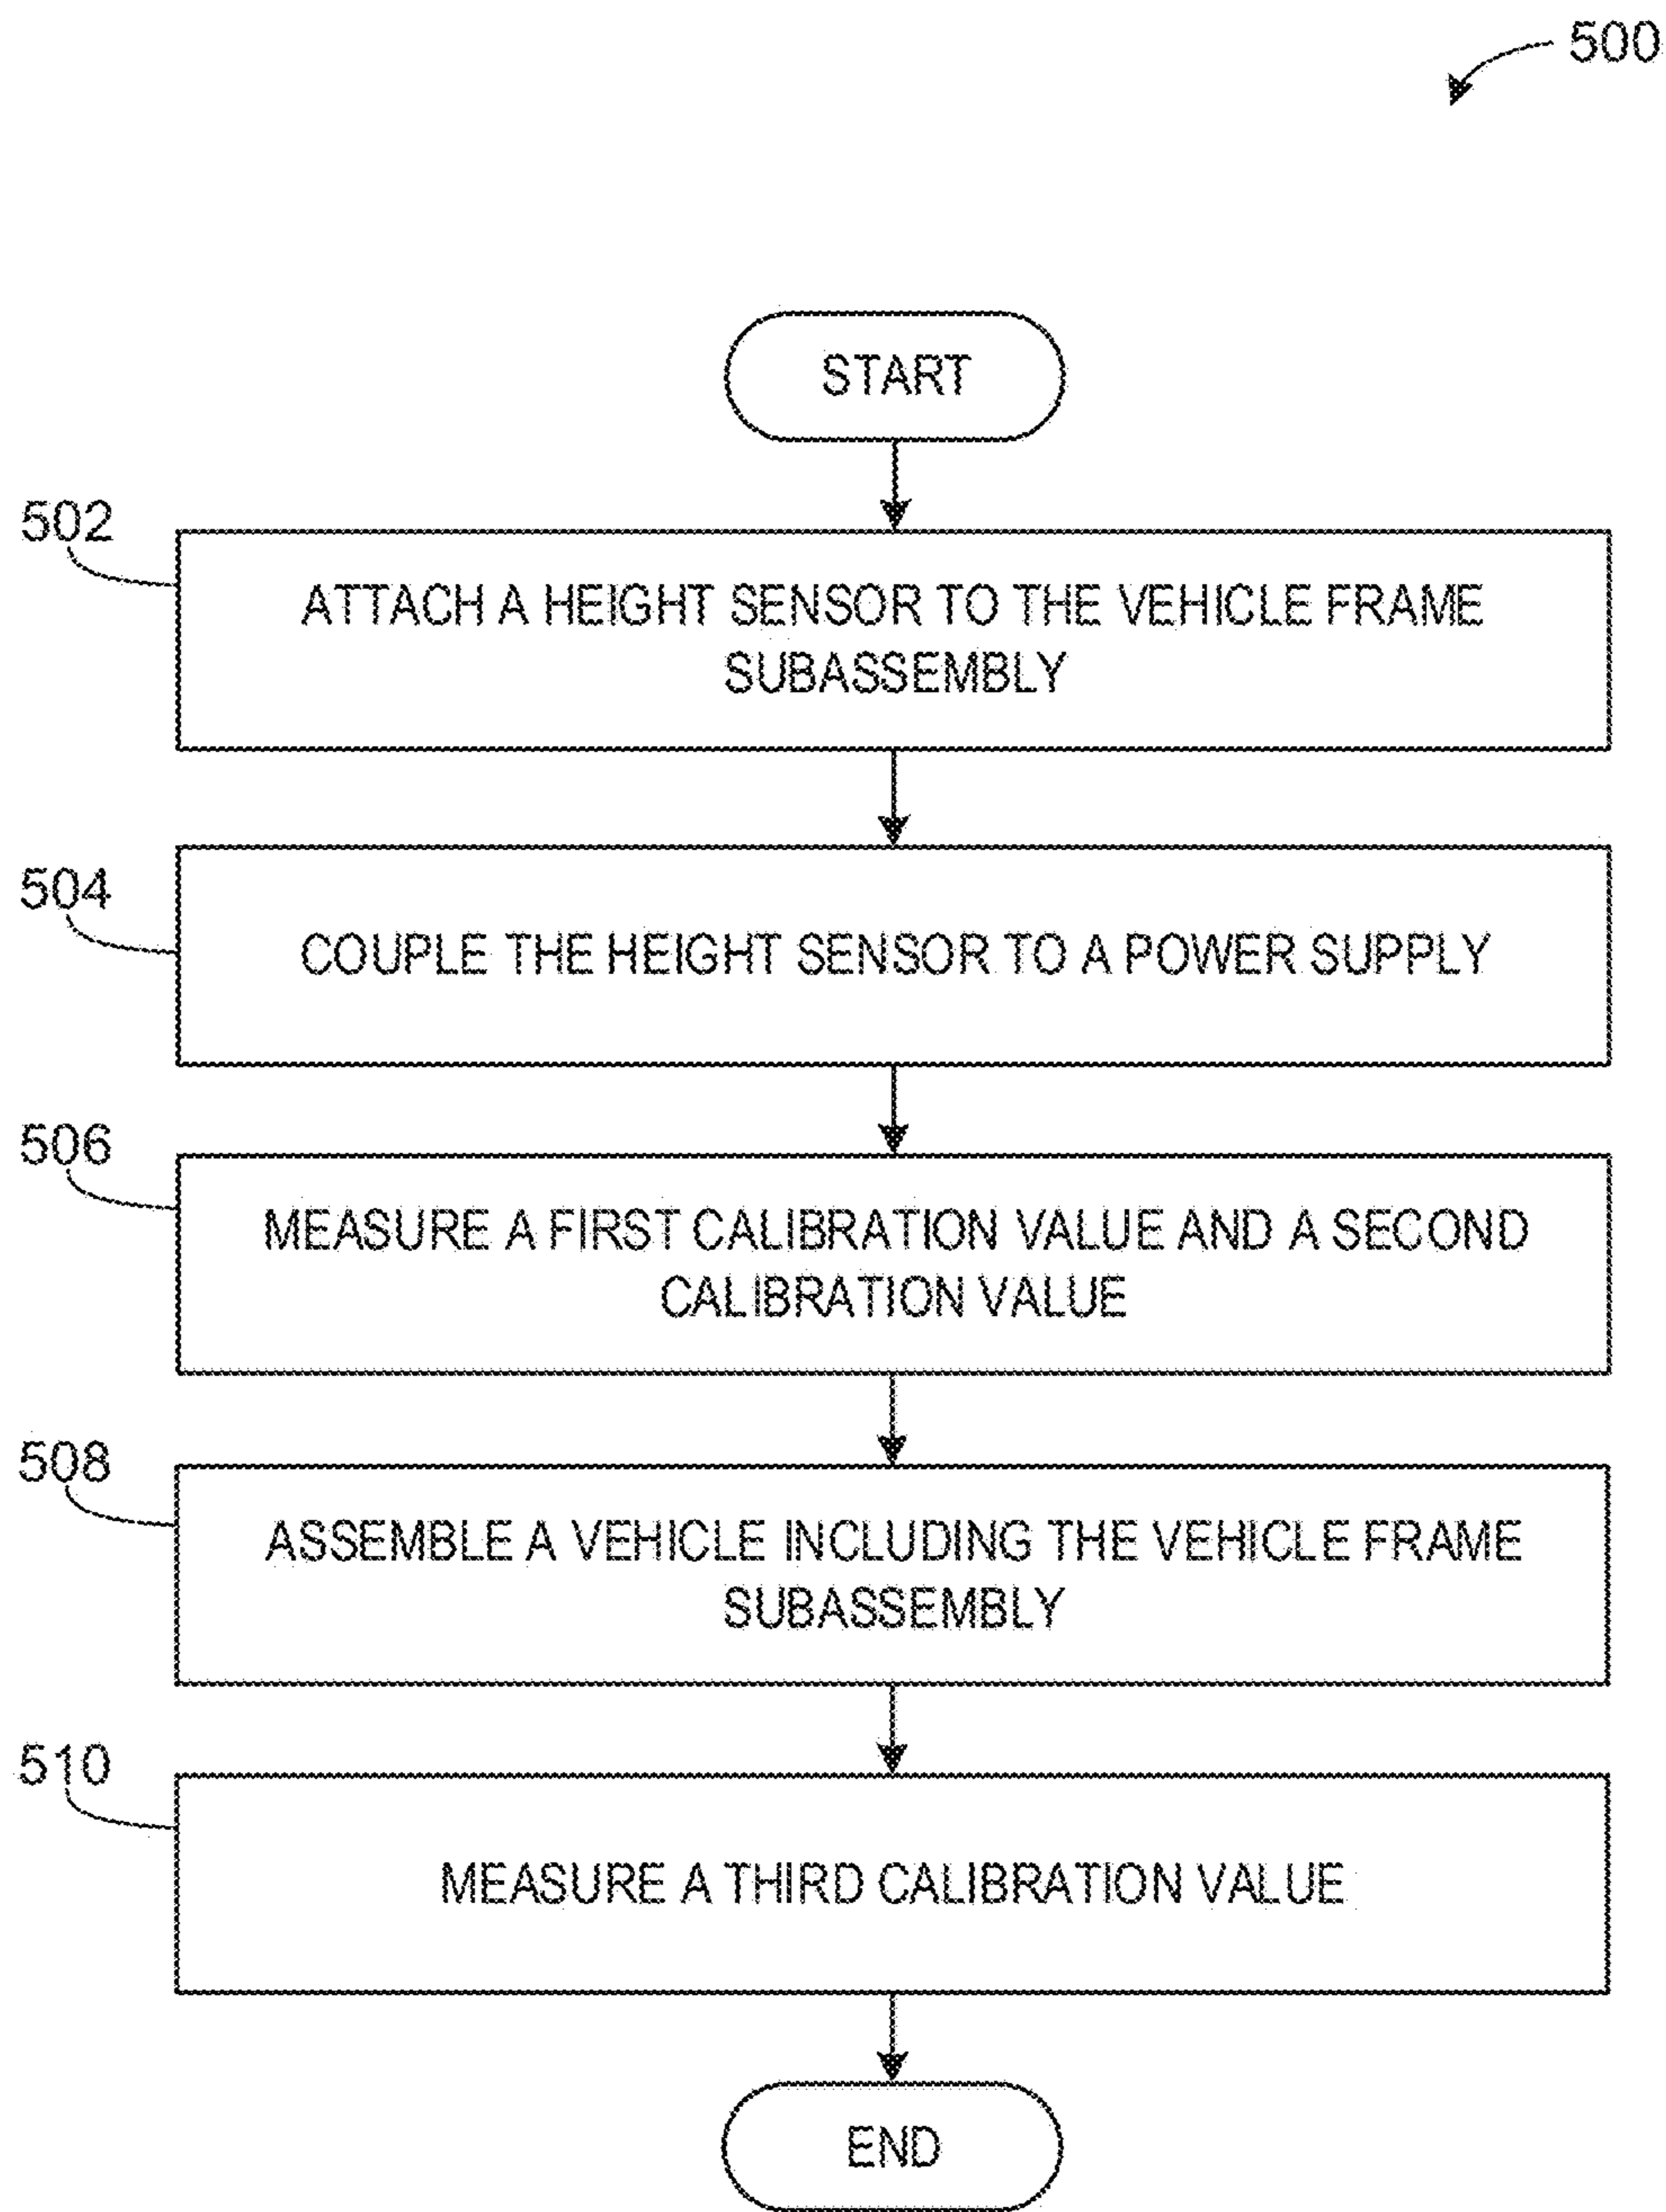 500
START
502
ATTACH A HEIGHT SENSOR TO THE VEHICLE FRAME
SUBASSEMBLY
504
COUPLE THE HEIGHT SENSOR TO A POWER SUPPLY
506
MEASURE A FIRST CALIBRATION VALUE AND A SECOND
CALIBRATION VALUE
508
ASSEMBLE A VEHICLE INCLUDING THE VEHICLE FRAME
SUBASSEMBLY
510
MEASURE A THIRD CALIBRATION VALUE
END